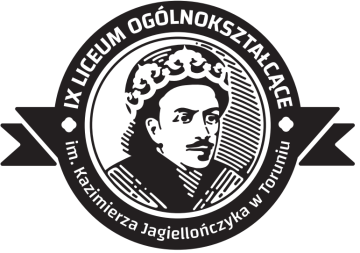 IX LICEUM OGÓLNOKSZTAŁCĄCE
im. Kazimierza Jagiellończyka w Toruniu